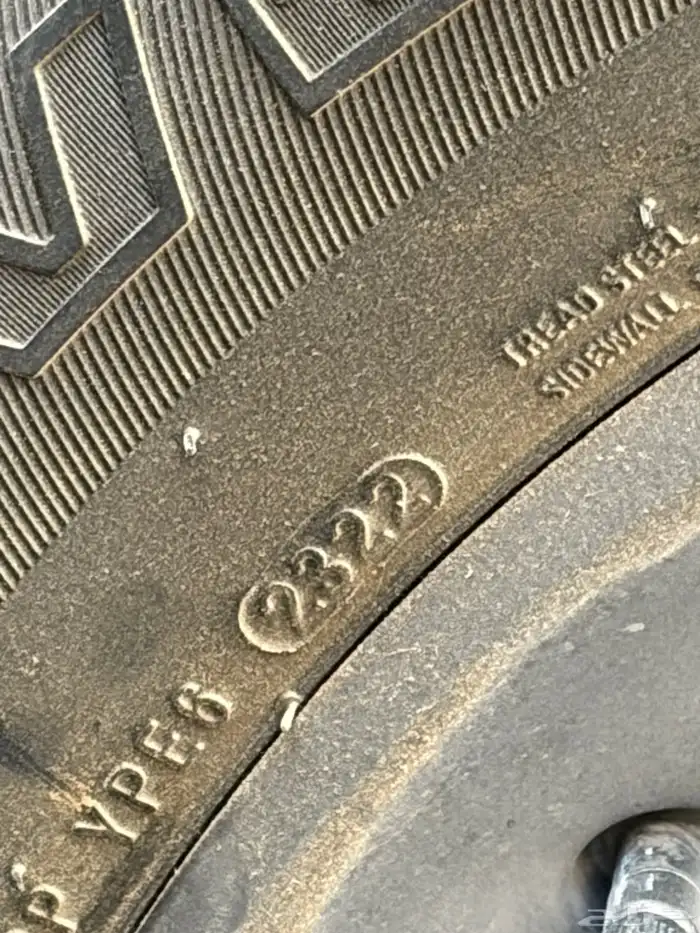 TREAD STEEL
SIDEWALL
2322
YPE6